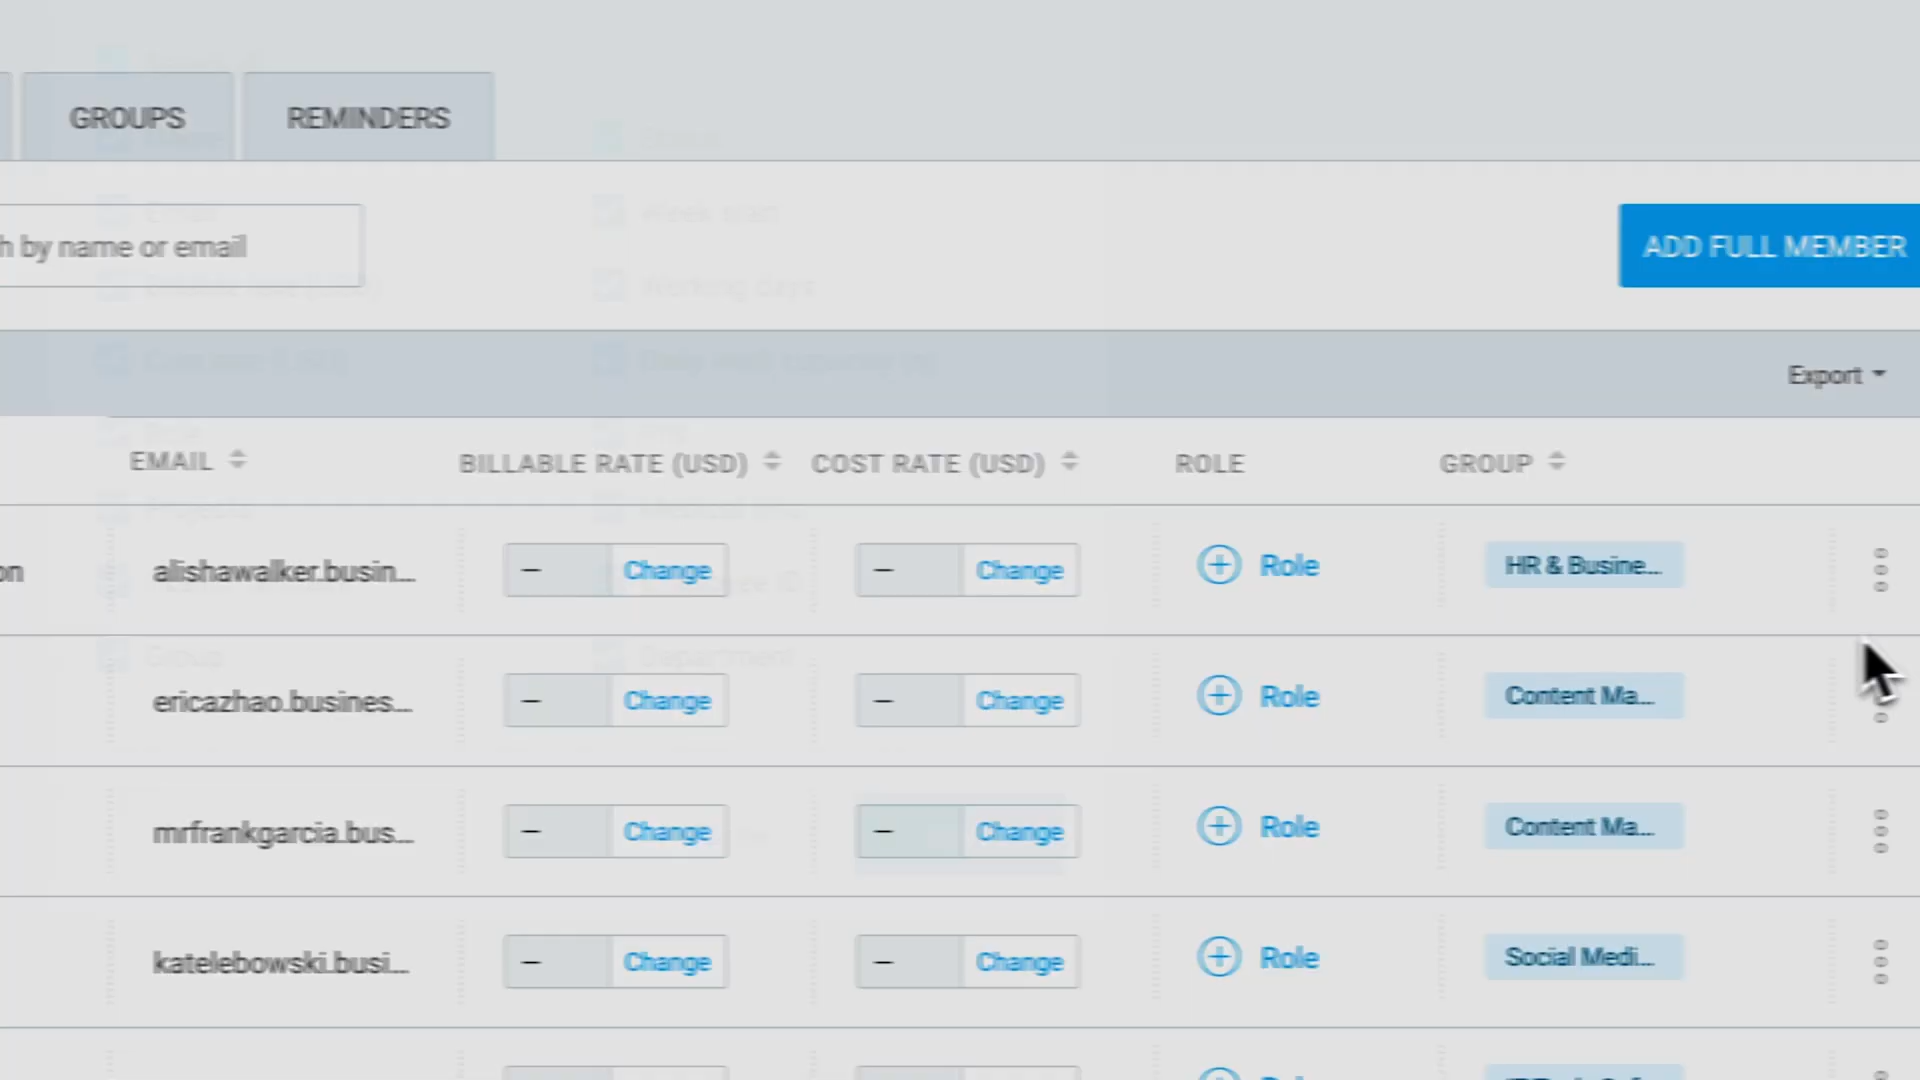 GROUPS REMINDERS
h by name or email ADD FULL MEMBER
Export
EMAIL BILLABLE RATE (USD) COST RATE (USD) ROLE GROUP
on alishawalker.busin... – Change – Change Role HR & Busine...
ericazhao.busines... – Change – Change Role Content Ma...
mrfrankgarcia.bus... – Change – Change Role Content Ma...
katelebowski.busi... – Change – Change Role Social Medi...